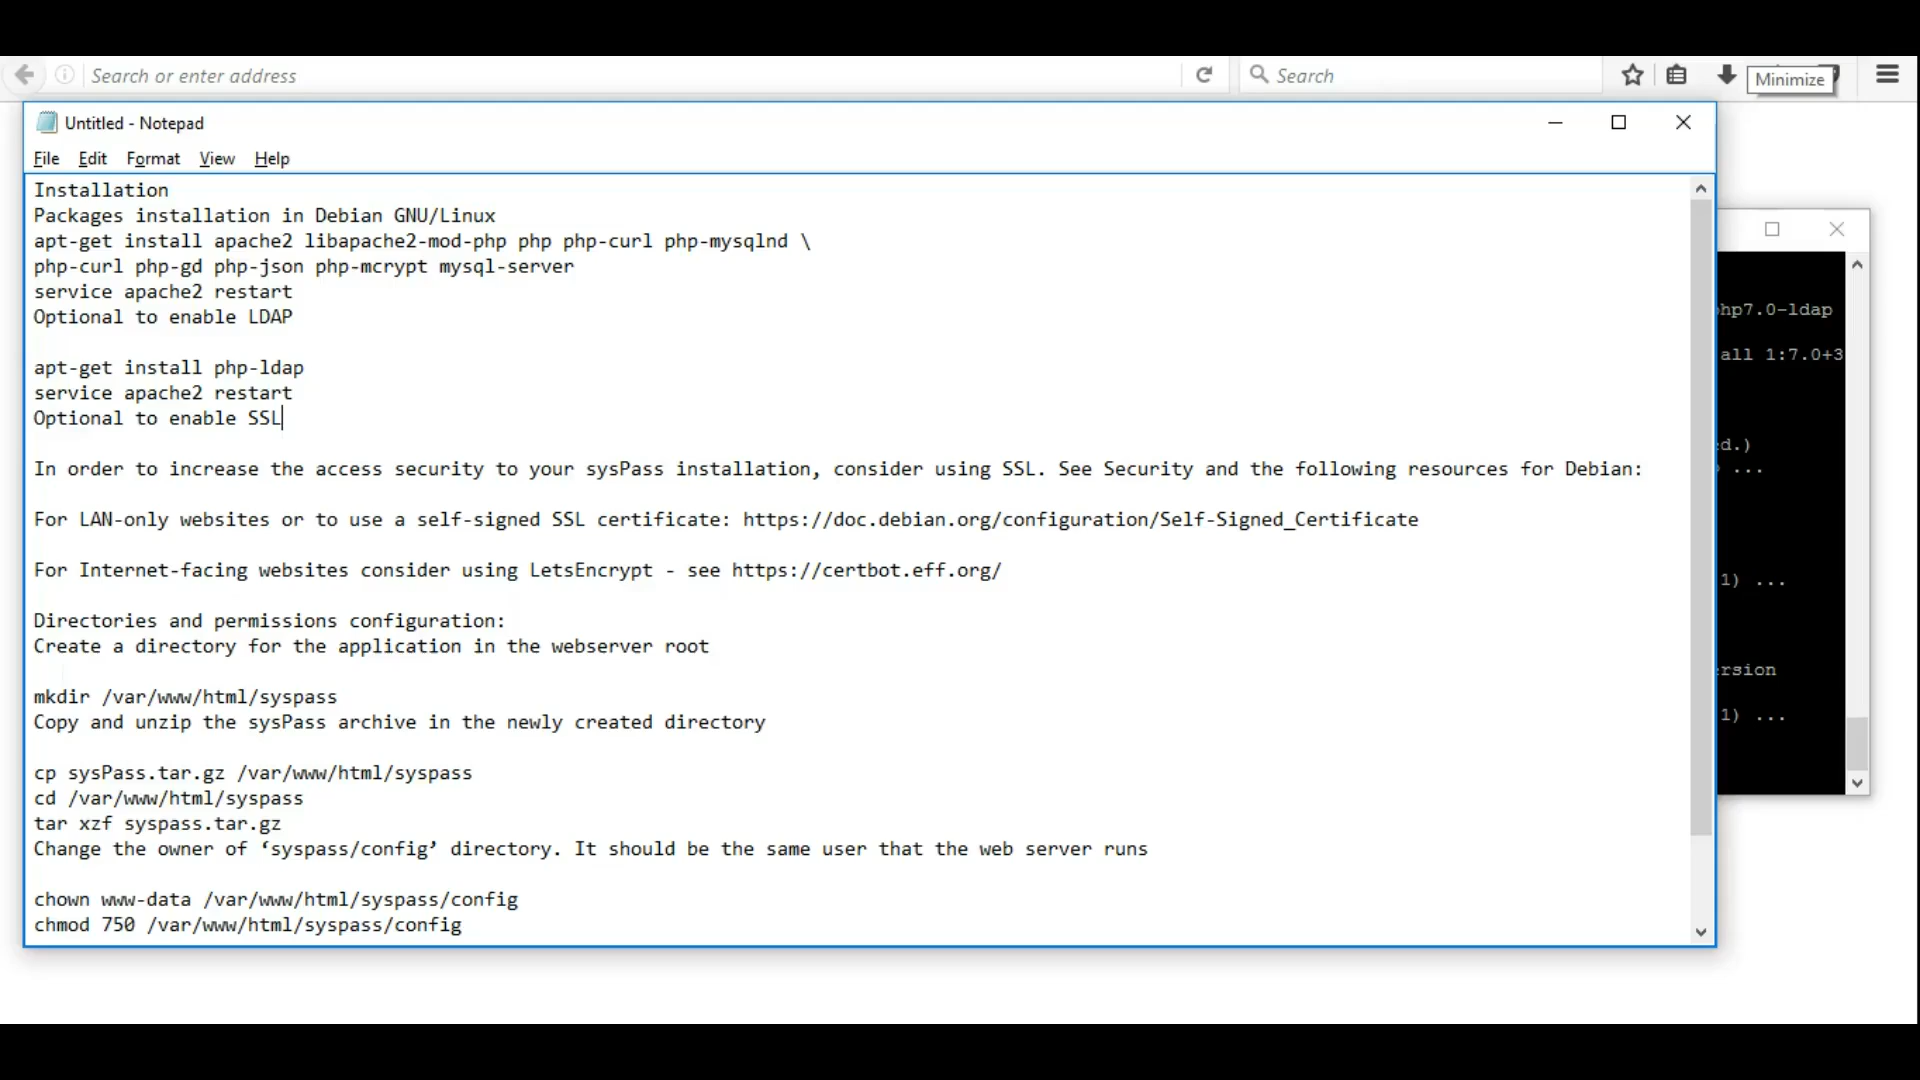 Search or enter address
Search
Minimize
Untitled - Notepad
File Edit Format View Help
Installation
Packages installation in Debian GNU/Linux
apt-get install apache2 libapache2-mod-php php php-curl php-mysqlnd \
php-curl php-gd php-json php-mcrypt mysql-server
service apache2 restart
Optional to enable LDAP
apt-get install php-ldap
service apache2 restart
Optional to enable SSL
In order to increase the access security to your sysPass installation, consider using SSL. See Security and the following resources for Debian:
For LAN-only websites or to use a self-signed SSL certificate: https://doc.debian.org/configuration/Self-Signed_Certificate
For Internet-facing websites consider using LetsEncrypt - see https://certbot.eff.org/
Directories and permissions configuration:
Create a directory for the application in the webserver root
mkdir /var/www/html/syspass
Copy and unzip the sysPass archive in the newly created directory
cp sysPass.tar.gz /var/www/html/syspass
cd /var/www/html/syspass
tar xzf syspass.tar.gz
Change the owner of ‘syspass/config’ directory. It should be the same user that the web server runs
chown www-data /var/www/html/syspass/config
chmod 750 /var/www/html/syspass/config
hp7.0-ldap
all 1:7.0+3
d.)
...
1) ...
rsion
1) ...